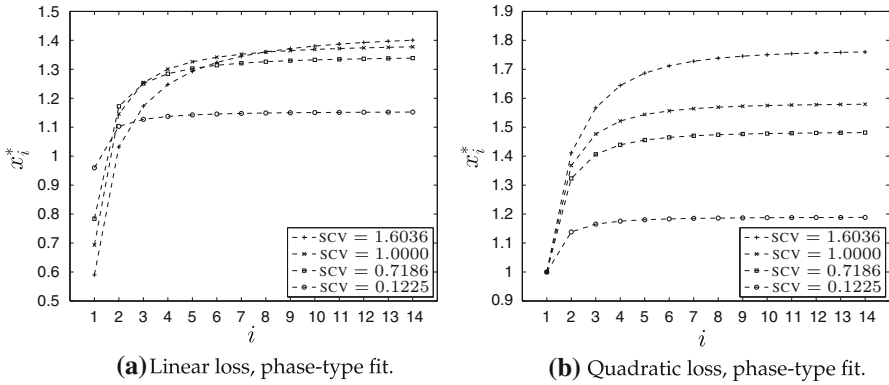 1.5
1.4
1.3
1.2
1.1
1
0.9
0.8
0.7
0.6
0.5
x_i^*
1 2 3 4 5 6 7 8 9 10 11 12 13 14
i
SCV = 1.6036
SCV = 1.0000
SCV = 0.7186
SCV = 0.1225
(a) Linear loss, phase-type fit.
1.9
1.8
1.7
1.6
1.5
1.4
1.3
1.2
1.1
1
0.9
x_i^*
1 2 3 4 5 6 7 8 9 10 11 12 13 14
i
SCV = 1.6036
SCV = 1.0000
SCV = 0.7186
SCV = 0.1225
(b) Quadratic loss, phase-type fit.